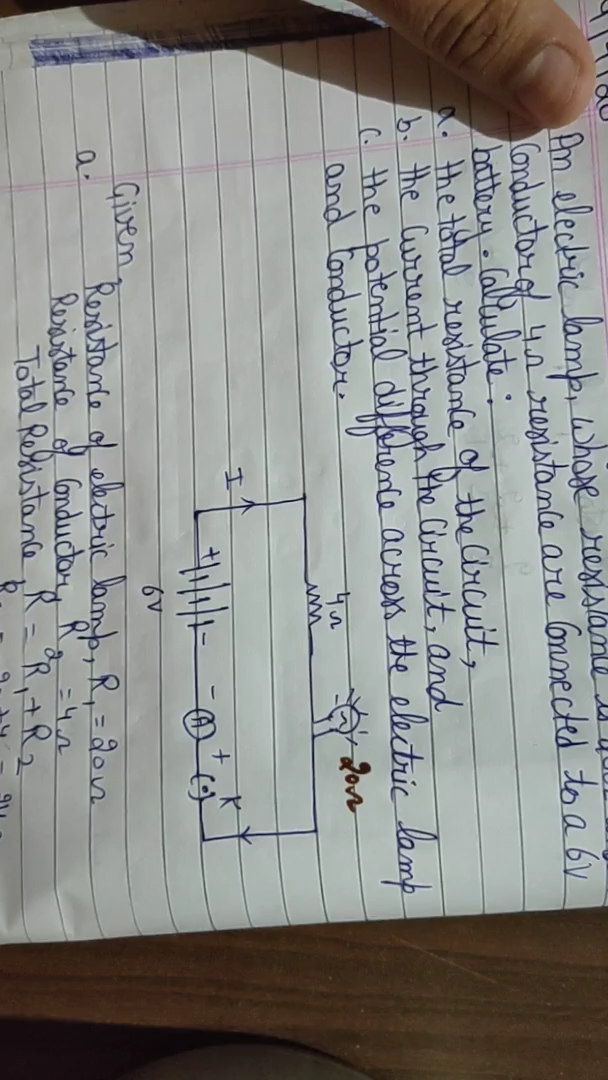 An electric lamp, whose resistance is
Conductor of 4Ω resistance are Connected to a 6V
battery. Calculate:
a. the total resistance of the circuit,
b. the current through the circuit, and
c. the potential difference across the electric lamp
and Conductor.
4Ω
20Ω
I
K
+ -
- A +
( )
6V
Given,
a. Resistance of electric lamp, R₁ = 20Ω
Resistance of Conductor, R₂ = 4Ω
Total Resistance R = R₁ + R₂